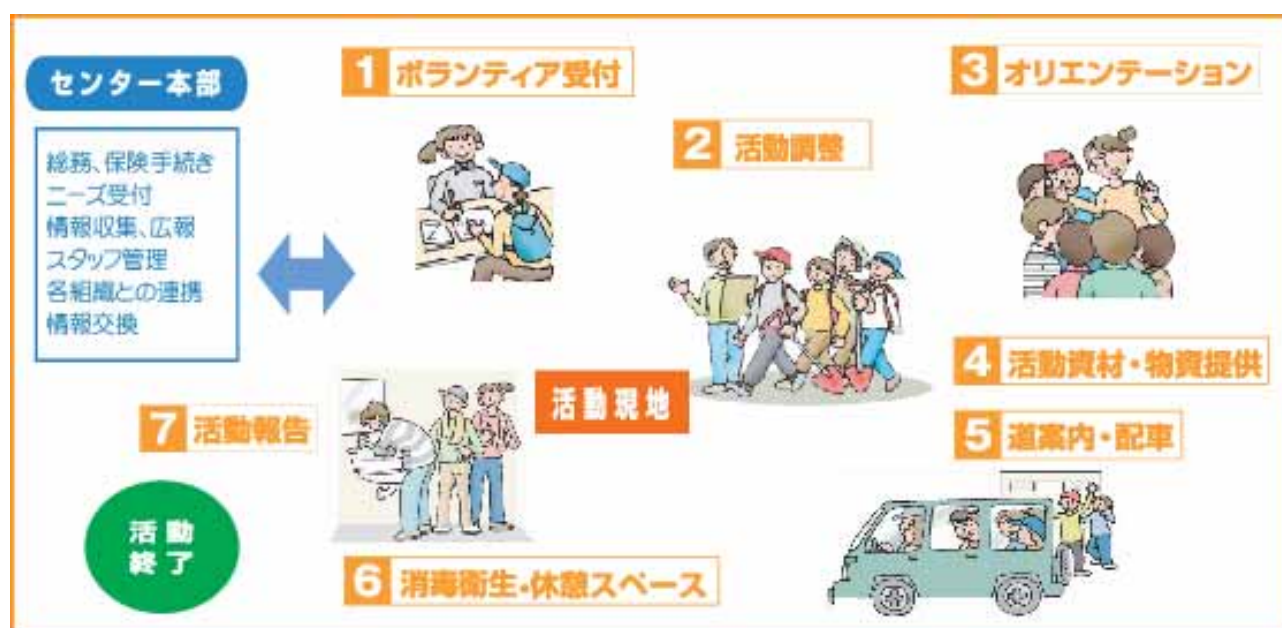 センター本部
総務、保険手続き
ニーズ受付
情報収集、広報
スタッフ管理
各組織との連携
情報交換
1 ボランティア受付
2 活動調整
3 オリエンテーション
4 活動資材・物資提供
5 道案内・配車
活動現地
6 消毒衛生・休憩スペース
7 活動報告
活動
終了